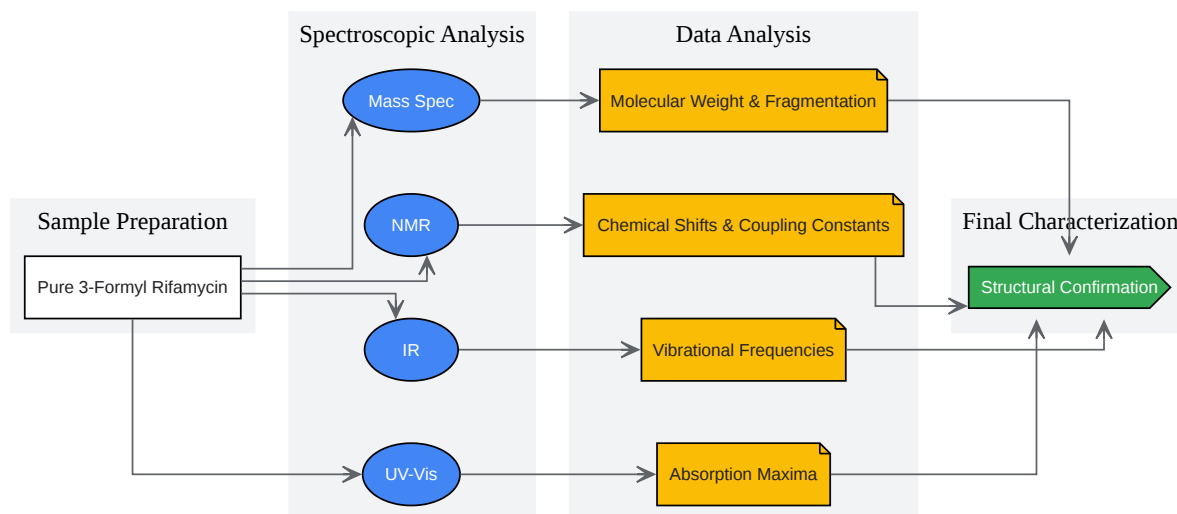 Spectroscopic Analysis
Data Analysis
Mass Spec
Molecular Weight & Fragmentation
Sample Preparation
NMR
Chemical Shifts & Coupling Constants
Final Characterization
Pure 3-Formyl Rifamycin
Structural Confirmation
IR
Vibrational Frequencies
UV-Vis
Absorption Maxima